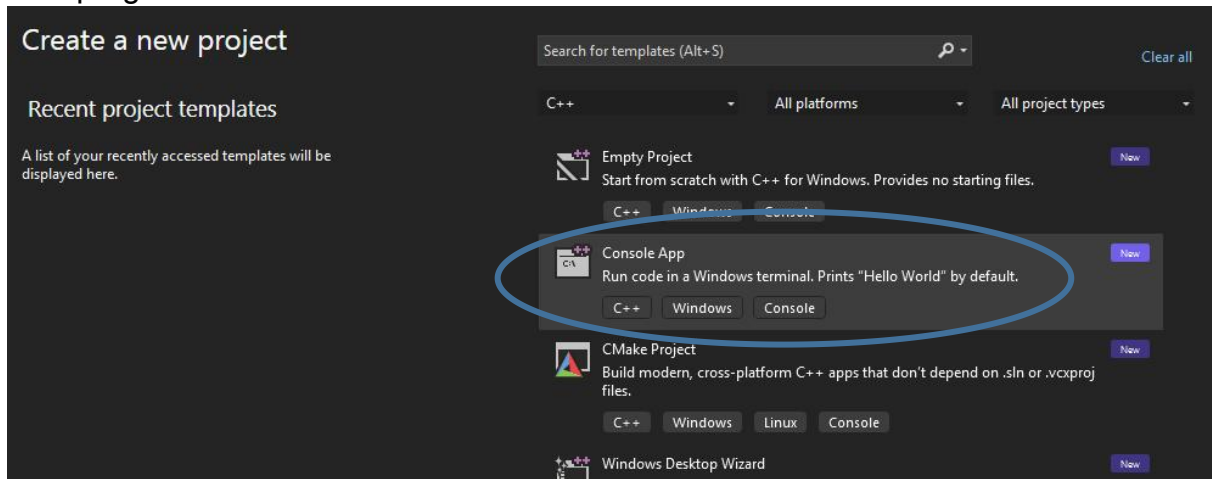 Create a new project
Search for templates (Alt+S)
Clear all
Recent project templates
C++
All platforms
All project types
A list of your recently accessed templates will be
displayed here.
Empty Project
New
Start from scratch with C++ for Windows. Provides no starting files.
C++ Windows Console
Console App
New
Run code in a Windows terminal. Prints "Hello World" by default.
C++ Windows Console
CMake Project
New
Build modern, cross-platform C++ apps that don't depend on .sln or .vcxproj
files.
C++ Windows Linux Console
Windows Desktop Wizard
New